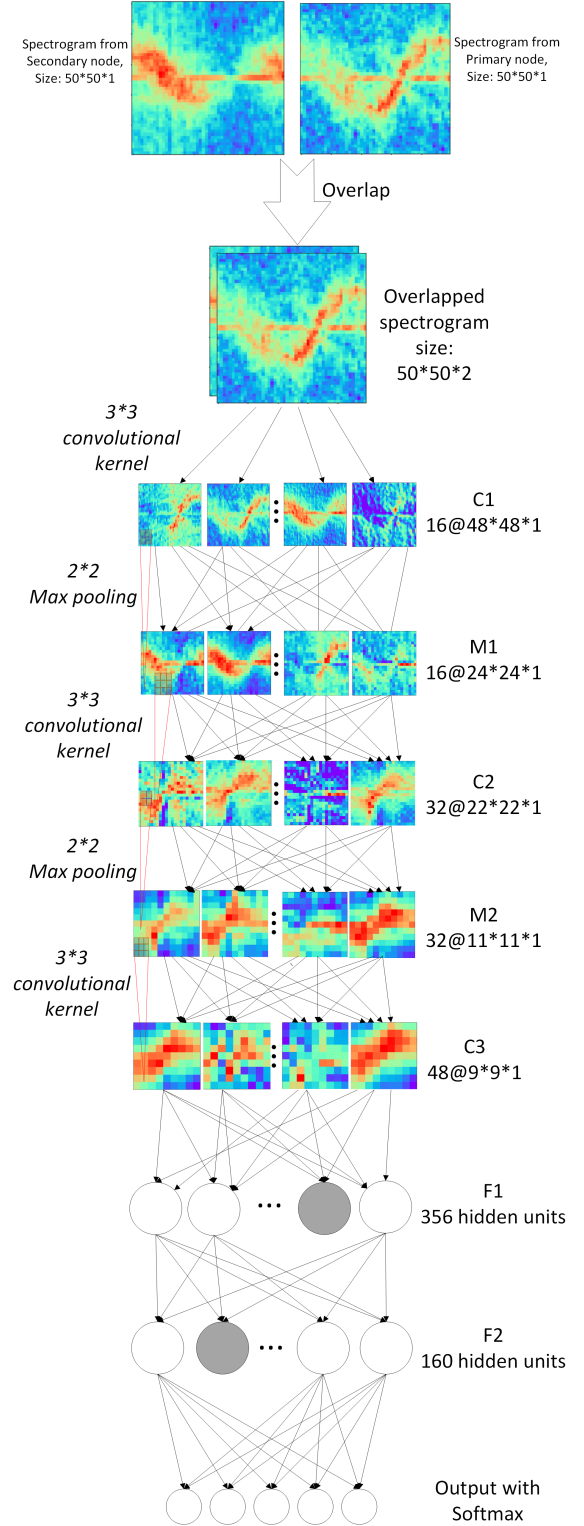 Spectrogram from
Secondary node,
Size: 50*50*1
Spectrogram from
Primary node,
Size: 50*50*1
Overlap
Overlapped
spectrogram
size:
50*50*2
3*3
convolutional
kernel
C1
16@48*48*1
2*2
Max pooling
M1
16@24*24*1
3*3
convolutional
kernel
C2
32@22*22*1
2*2
Max pooling
M2
32@11*11*1
3*3
convolutional
kernel
C3
48@9*9*1
F1
356 hidden units
F2
160 hidden units
Output with
Softmax